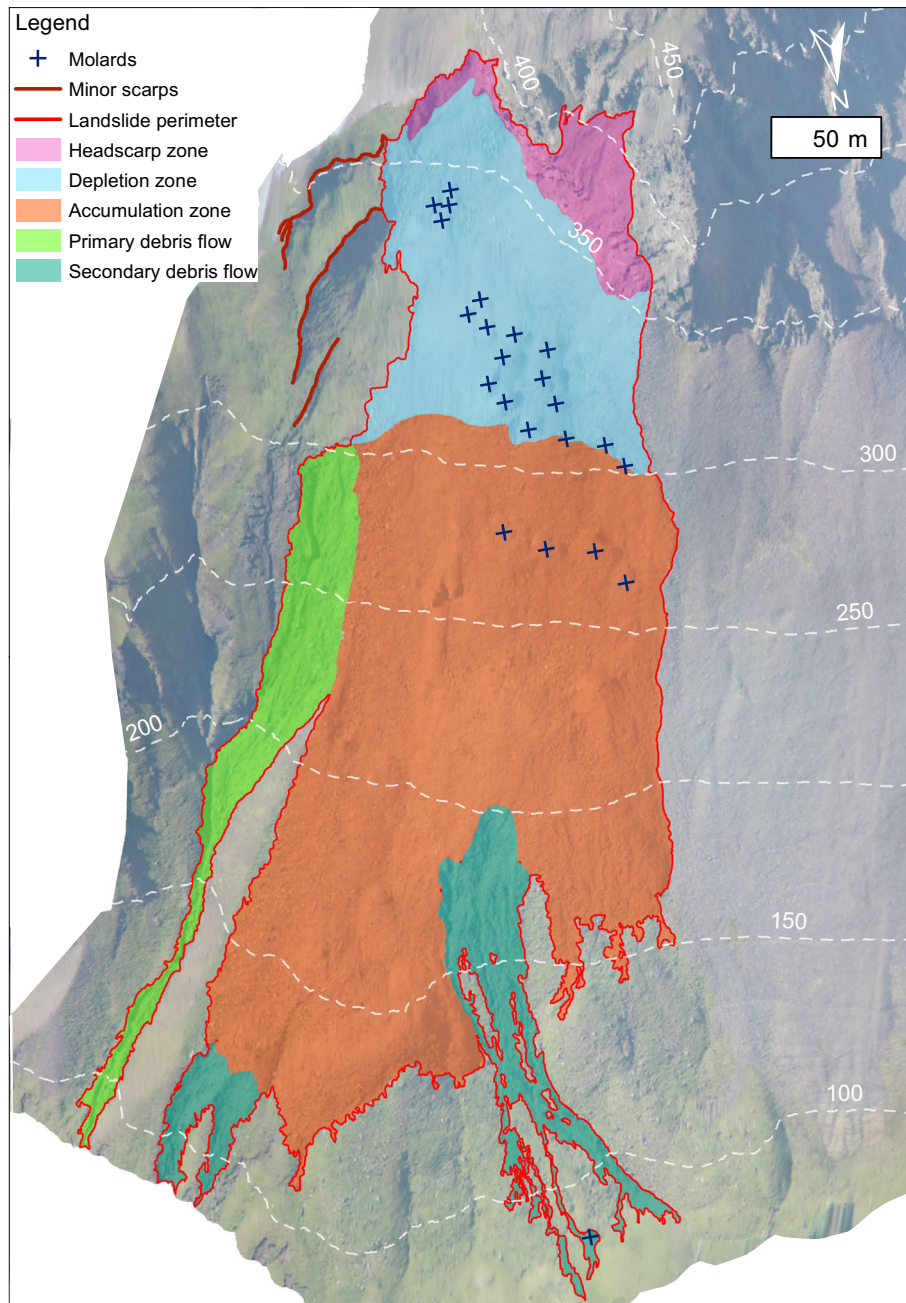 Legend
Molards
Minor scarps
Landslide perimeter
Headscarp zone
Depletion zone
Accumulation zone
Primary debris flow
Secondary debris flow
400
450
N
50 m
350
300
250
200
150
100